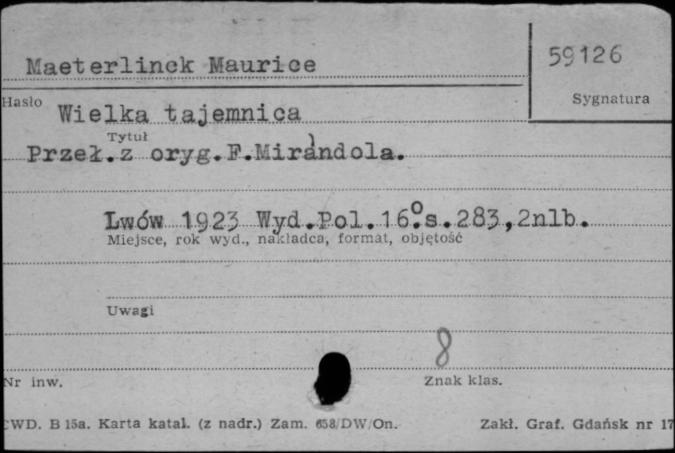 Maeterlinck Maurice
59126
Hasło
Sygnatura
Wielka tajemnica
Tytuł
Przeł.z oryg.F.Mirandola.
Lwów 1923 Wyd.Pol.16⁰.s.283,2nlb.
Miejsce, rok wyd., nakładca, format, objętość
Uwagi
8
Nr inw.
Znak klas.
CWD. B 15a. Karta katal. (z nadr.) Zam. 658/DW/On. Zakł. Graf. Gdańsk nr 17